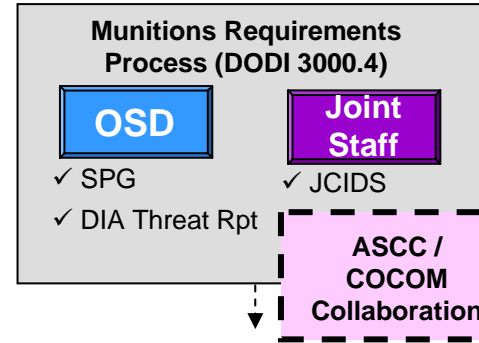 Munitions Requirements
Process (DODI 3000.4)
OSD
Joint
Staff
✓ SPG
✓ JCIDS
✓ DIA Threat Rpt
ASCC /
COCOM
Collaboration